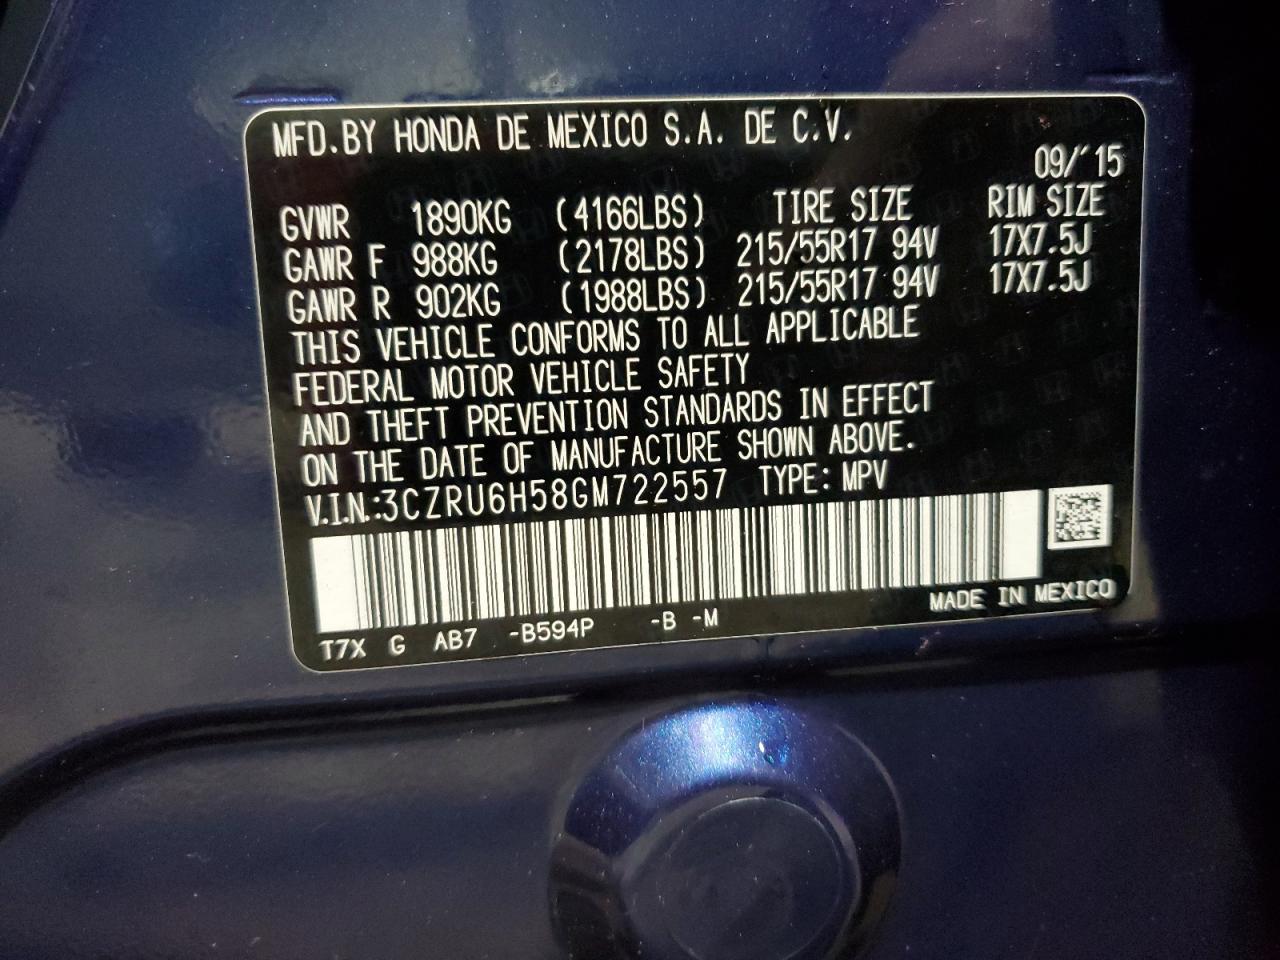 MFD.BY HONDA DE MEXICO S.A. DE C.V.
09/'15
GVWR 1890KG (4166LBS) TIRE SIZE RIM SIZE
GAWR F 988KG (2178LBS) 215/55R17 94V 17X7.5J
GAWR R 902KG (1988LBS) 215/55R17 94V 17X7.5J
THIS VEHICLE CONFORMS TO ALL APPLICABLE
FEDERAL MOTOR VEHICLE SAFETY
AND THEFT PREVENTION STANDARDS IN EFFECT
ON THE DATE OF MANUFACTURE SHOWN ABOVE.
V.I.N.:3CZRU6H58GM722557 TYPE: MPV
MADE IN MEXICO
T7X G AB7 -B594P -B -M